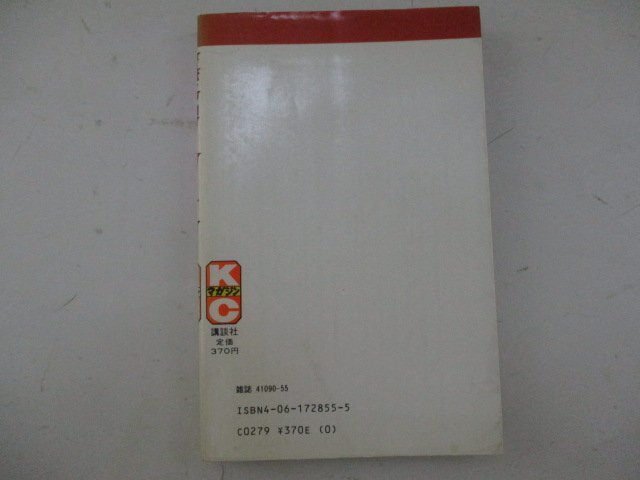 K
マガジン
C
講談社
定価
370円
雑誌 41090-55
ISBN4-06-172855-5
C0279 ¥370E (0)